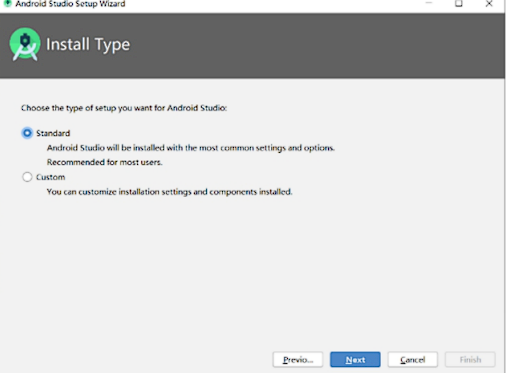 Android Studio Setup Wizard
Install Type
Choose the type of setup you want for Android Studio:
Standard
Android Studio will be installed with the most common settings and options.
Recommended for most users.
Custom
You can customize installation settings and components installed.
Previo... Next Cancel Finish